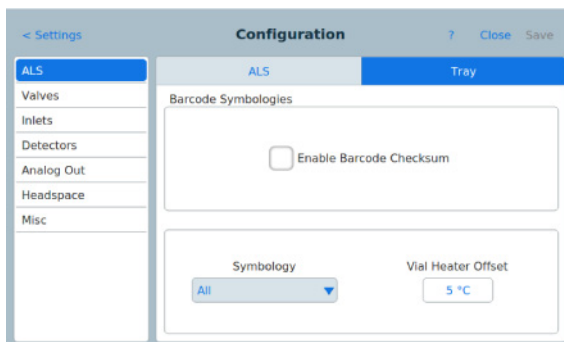 < Settings Configuration ? Close Save
ALS
Valves
Inlets
Detectors
Analog Out
Headspace
Misc
ALS Tray
Barcode Symbologies
Enable Barcode Checksum
Symbology Vial Heater Offset
All 5 °C